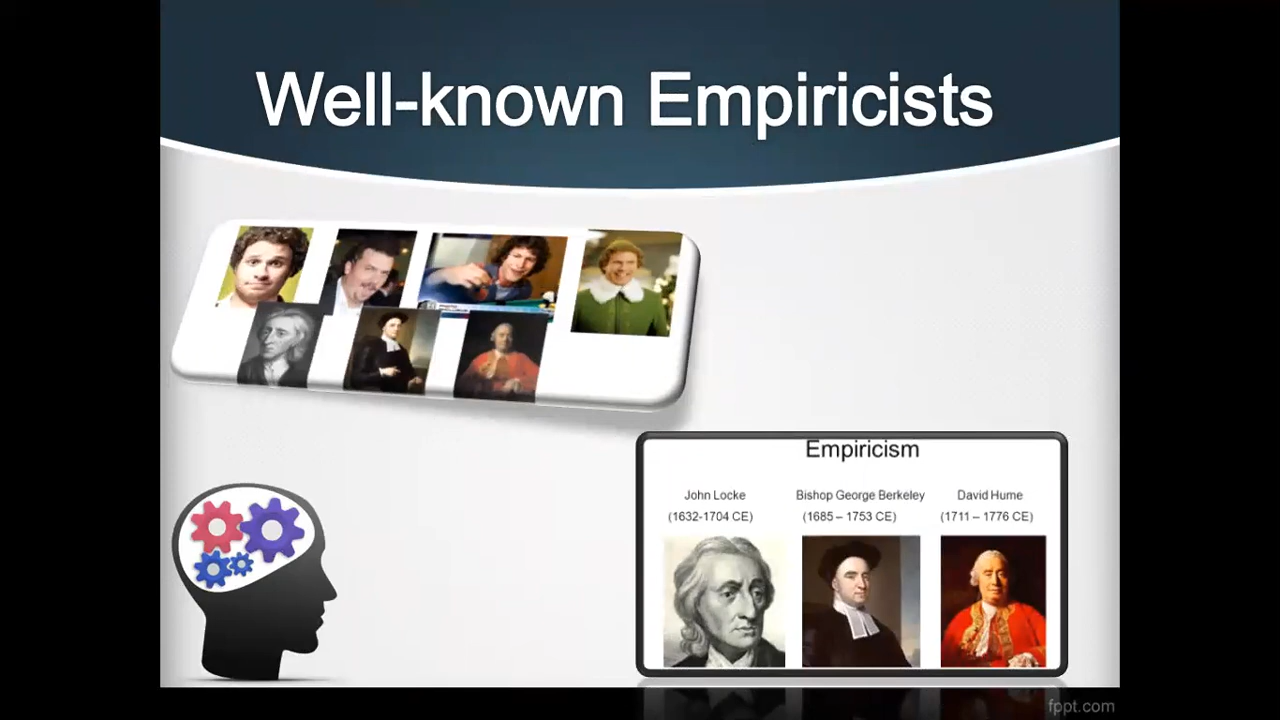 Well-known Empiricists
Empiricism
John Locke
Bishop George Berkeley
David Hume
(1632-1704 CE)
(1685 – 1753 CE)
(1711 – 1776 CE)
fppt.com